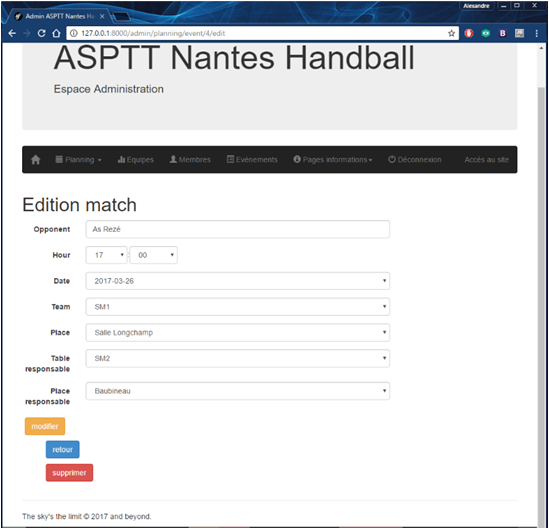 Alexandre
Admin ASPTT Nantes Han
127.0.0.1:8000/admin/planning/event/4/edit
ASPTT Nantes Handball
Espace Administration
Planning Equipes Membres Evènements Pages informations Déconnexion Accès au site
Edition match
Opponent As Rezé
Hour 17 : 00
Date 2017-03-26
Team SM1
Place Salle Longchamp
Table responsable SM2
Place responsable Baubineau
modifier
retour
supprimer
The sky's the limit © 2017 and beyond.